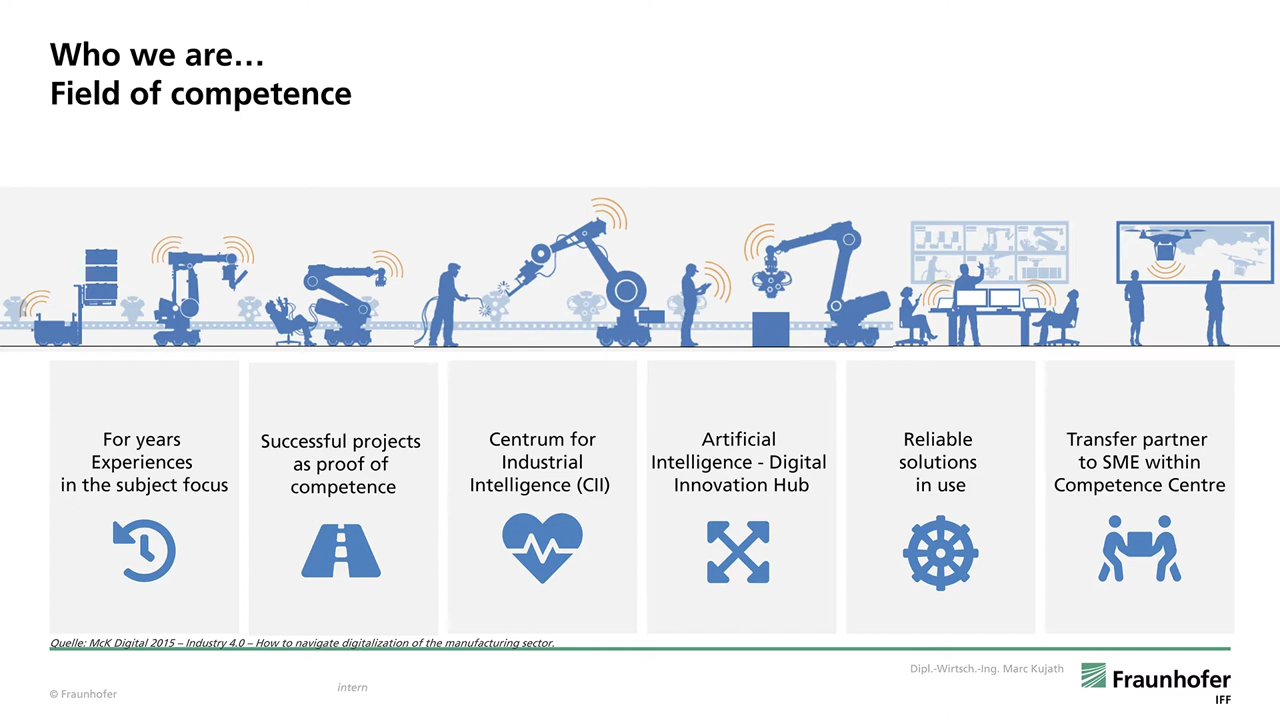 Who we are…
Field of competence
For years
Experiences
in the subject focus
Successful projects
as proof of
competence
Centrum for
Industrial
Intelligence (CII)
Artificial
Intelligence - Digital
Innovation Hub
Reliable
solutions
in use
Transfer partner
to SME within
Competence Centre
Quelle: McK Digital 2015 – Industry 4.0 – How to navigate digitalization of the manufacturing sector.
© Fraunhofer
intern
Dipl.-Wirtsch.-Ing. Marc Kujath
Fraunhofer
IFF